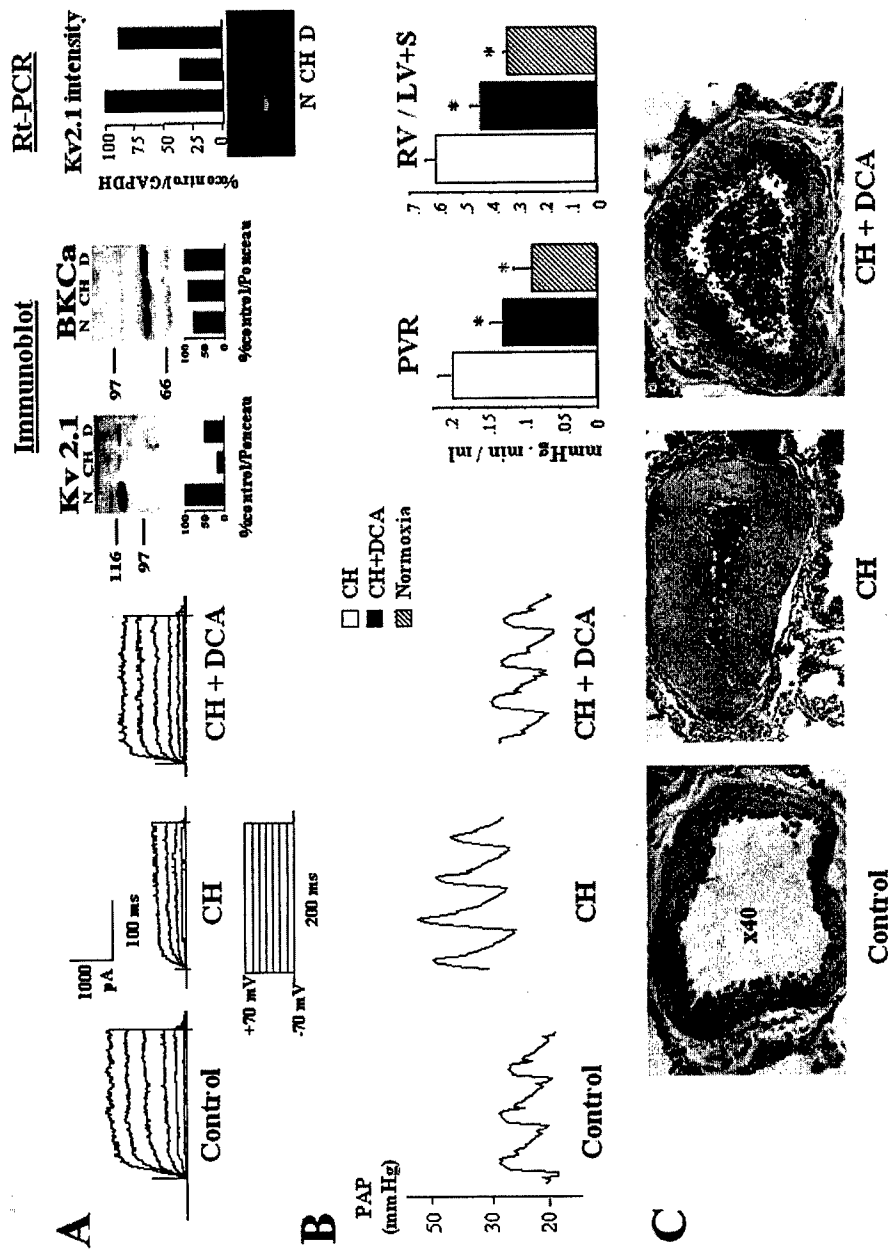 A
1000
pA
100 ms
Control
CH
CH + DCA
+70 mV
-70 mV
200 ms
Immunoblot
Kv 2.1
N CH D
116
97
100
50
0
%control/Ponceau
BKCa
N CH D
97
66
100
50
0
%control/Ponceau
Rt-PCR
Kv2.1 intensity
100
75
50
25
0
%control/GAPDH
N CH D
B
PAP
(mmHg)
50
30
20
Control
CH
CH + DCA
CH
CH+DCA
Normoxia
PVR
.2
.15
.1
.05
0
mmHg . min / ml
* *
RV / LV+S
.7
.6
.5
.4
.3
.2
.1
0
* *
C
x40
Control
CH
CH + DCA